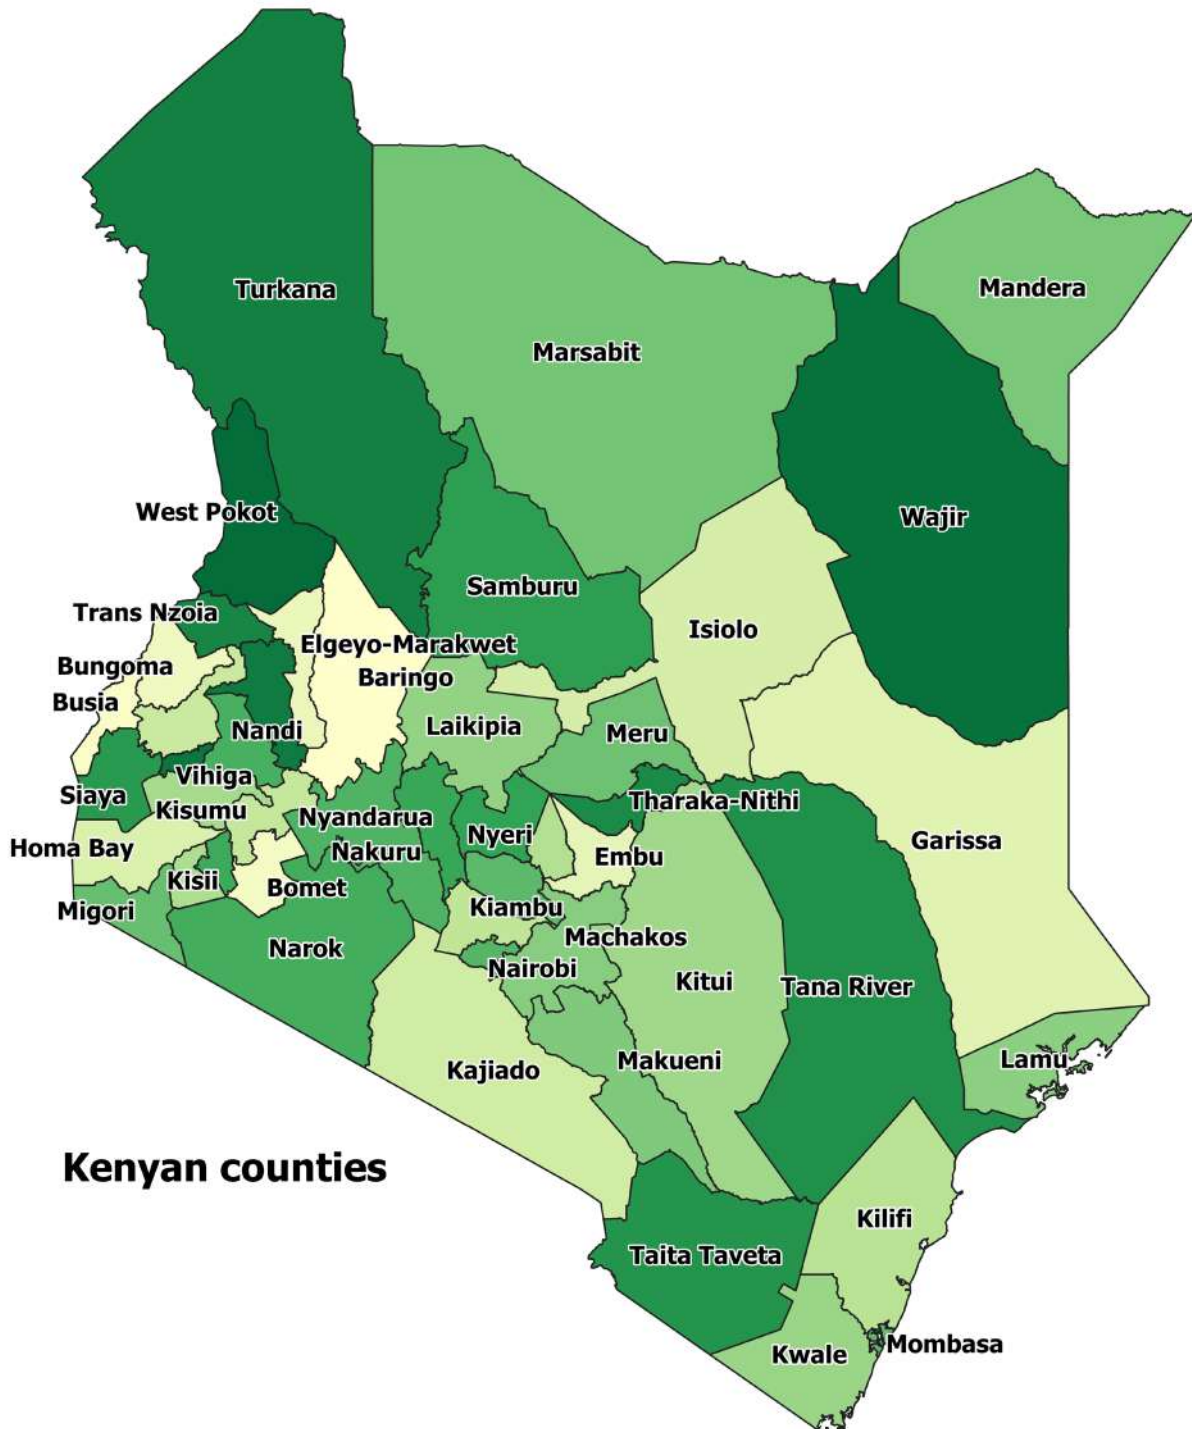 Turkana
Mandera
Marsabit
West Pokot
Wajir
Samburu
Trans Nzoia
Isiolo
Elgeyo-Marakwet
Bungoma
Baringo
Busia
Nandi
Laikipia
Meru
Vihiga
Siaya
Kisumu
Tharaka-Nithi
Nyandarua
Nyeri
Garissa
Homa Bay
Nakuru
Embu
Kisii
Bomet
Migori
Kiambu
Machakos
Narok
Nairobi
Kitui
Tana River
Lamu
Makueni
Kajiado
Kenyan counties
Kilifi
Taita Taveta
Mombasa
Kwale